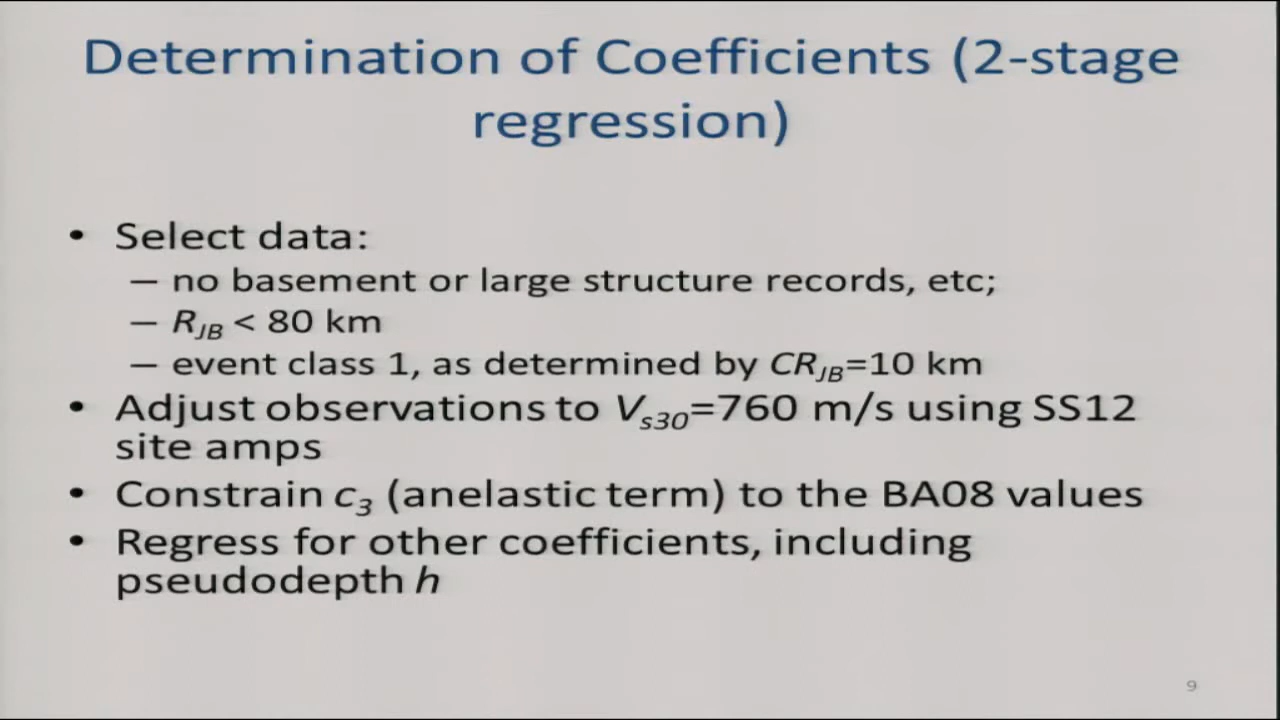 Determination of Coefficients (2-stage
regression)
• Select data:
– no basement or large structure records, etc;
– RJB < 80 km
– event class 1, as determined by CRJB=10 km
• Adjust observations to Vs30=760 m/s using SS12
site amps
• Constrain c3 (anelastic term) to the BA08 values
• Regress for other coefficients, including
pseudodepth h
9